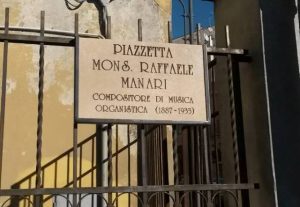 PIAZZETTA
MONS. RAFFAELE
MANARI
COMPOSITORE DI MUSICA
ORGANISTICA (1887-1933)